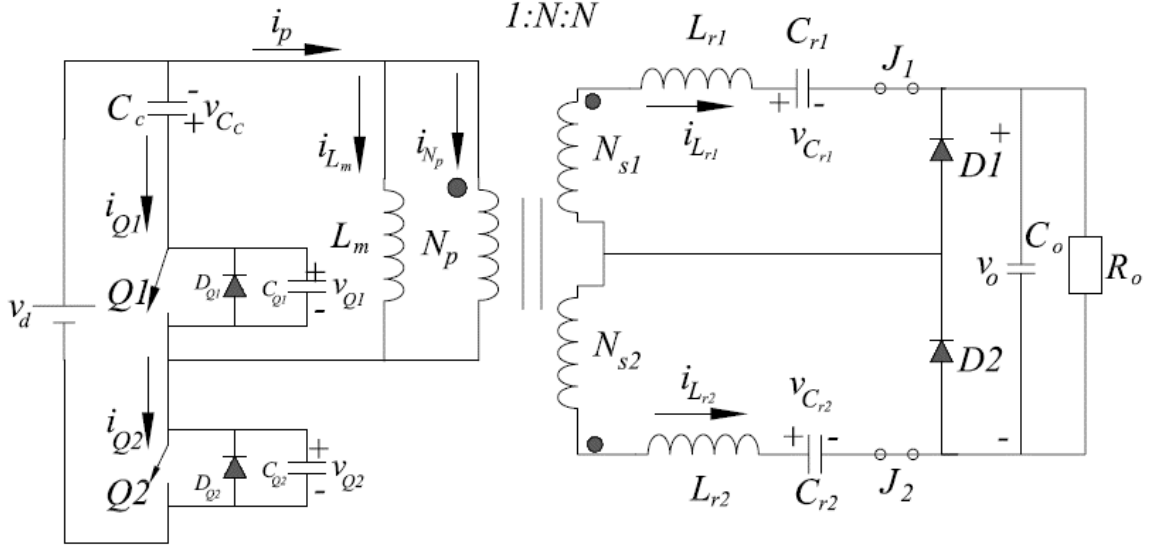 1:N:N
i_p
L_{r1}
C_{r1}
J_1
C_c
- + v_{C_c}
i_{L_m}
i_{N_p}
i_{L_{r1}}
+ -
v_{C_{r1}}
N_{s1}
D1
+
i_{Q1}
L_m
N_p
Q1
D_{Q1}
C_{Q1}
+ - v_{Q1}
v_d
v_o
C_o
R_o
N_{s2}
D2
i_{L_{r2}}
v_{C_{r2}}
+ -
-
i_{Q2}
Q2
D_{Q2}
C_{Q2}
+ - v_{Q2}
L_{r2}
C_{r2}
J_2